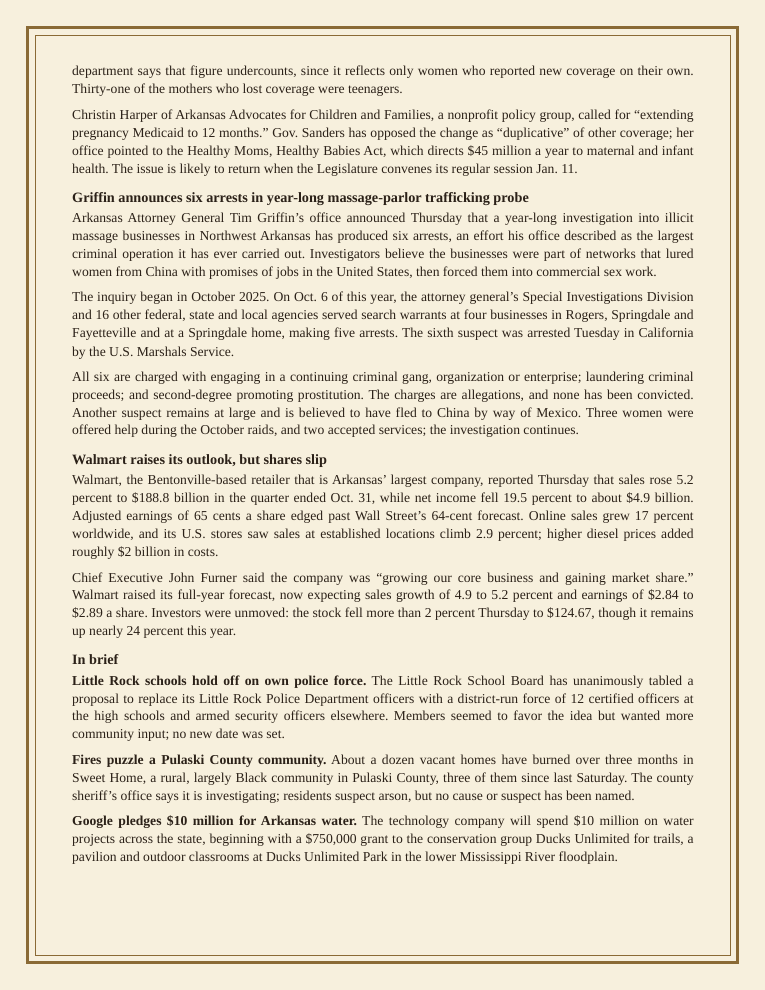 department says that figure undercounts, since it reflects only women who reported new coverage on their own.
Thirty-one of the mothers who lost coverage were teenagers.
Christin Harper of Arkansas Advocates for Children and Families, a nonprofit policy group, called for “extending
pregnancy Medicaid to 12 months.” Gov. Sanders has opposed the change as “duplicative” of other coverage; her
office pointed to the Healthy Moms, Healthy Babies Act, which directs $45 million a year to maternal and infant
health. The issue is likely to return when the Legislature convenes its regular session Jan. 11.
Griffin announces six arrests in year-long massage-parlor trafficking probe
Arkansas Attorney General Tim Griffin’s office announced Thursday that a year-long investigation into illicit
massage businesses in Northwest Arkansas has produced six arrests, an effort his office described as the largest
criminal operation it has ever carried out. Investigators believe the businesses were part of networks that lured
women from China with promises of jobs in the United States, then forced them into commercial sex work.
The inquiry began in October 2025. On Oct. 6 of this year, the attorney general’s Special Investigations Division
and 16 other federal, state and local agencies served search warrants at four businesses in Rogers, Springdale and
Fayetteville and at a Springdale home, making five arrests. The sixth suspect was arrested Tuesday in California
by the U.S. Marshals Service.
All six are charged with engaging in a continuing criminal gang, organization or enterprise; laundering criminal
proceeds; and second-degree promoting prostitution. The charges are allegations, and none has been convicted.
Another suspect remains at large and is believed to have fled to China by way of Mexico. Three women were
offered help during the October raids, and two accepted services; the investigation continues.
Walmart raises its outlook, but shares slip
Walmart, the Bentonville-based retailer that is Arkansas’ largest company, reported Thursday that sales rose 5.2
percent to $188.8 billion in the quarter ended Oct. 31, while net income fell 19.5 percent to about $4.9 billion.
Adjusted earnings of 65 cents a share edged past Wall Street’s 64-cent forecast. Online sales grew 17 percent
worldwide, and its U.S. stores saw sales at established locations climb 2.9 percent; higher diesel prices added
roughly $2 billion in costs.
Chief Executive John Furner said the company was “growing our core business and gaining market share.”
Walmart raised its full-year forecast, now expecting sales growth of 4.9 to 5.2 percent and earnings of $2.84 to
$2.89 a share. Investors were unmoved: the stock fell more than 2 percent Thursday to $124.67, though it remains
up nearly 24 percent this year.
In brief
Little Rock schools hold off on own police force. The Little Rock School Board has unanimously tabled a
proposal to replace its Little Rock Police Department officers with a district-run force of 12 certified officers at
the high schools and armed security officers elsewhere. Members seemed to favor the idea but wanted more
community input; no new date was set.
Fires puzzle a Pulaski County community. About a dozen vacant homes have burned over three months in
Sweet Home, a rural, largely Black community in Pulaski County, three of them since last Saturday. The county
sheriff’s office says it is investigating; residents suspect arson, but no cause or suspect has been named.
Google pledges $10 million for Arkansas water. The technology company will spend $10 million on water
projects across the state, beginning with a $750,000 grant to the conservation group Ducks Unlimited for trails, a
pavilion and outdoor classrooms at Ducks Unlimited Park in the lower Mississippi River floodplain.